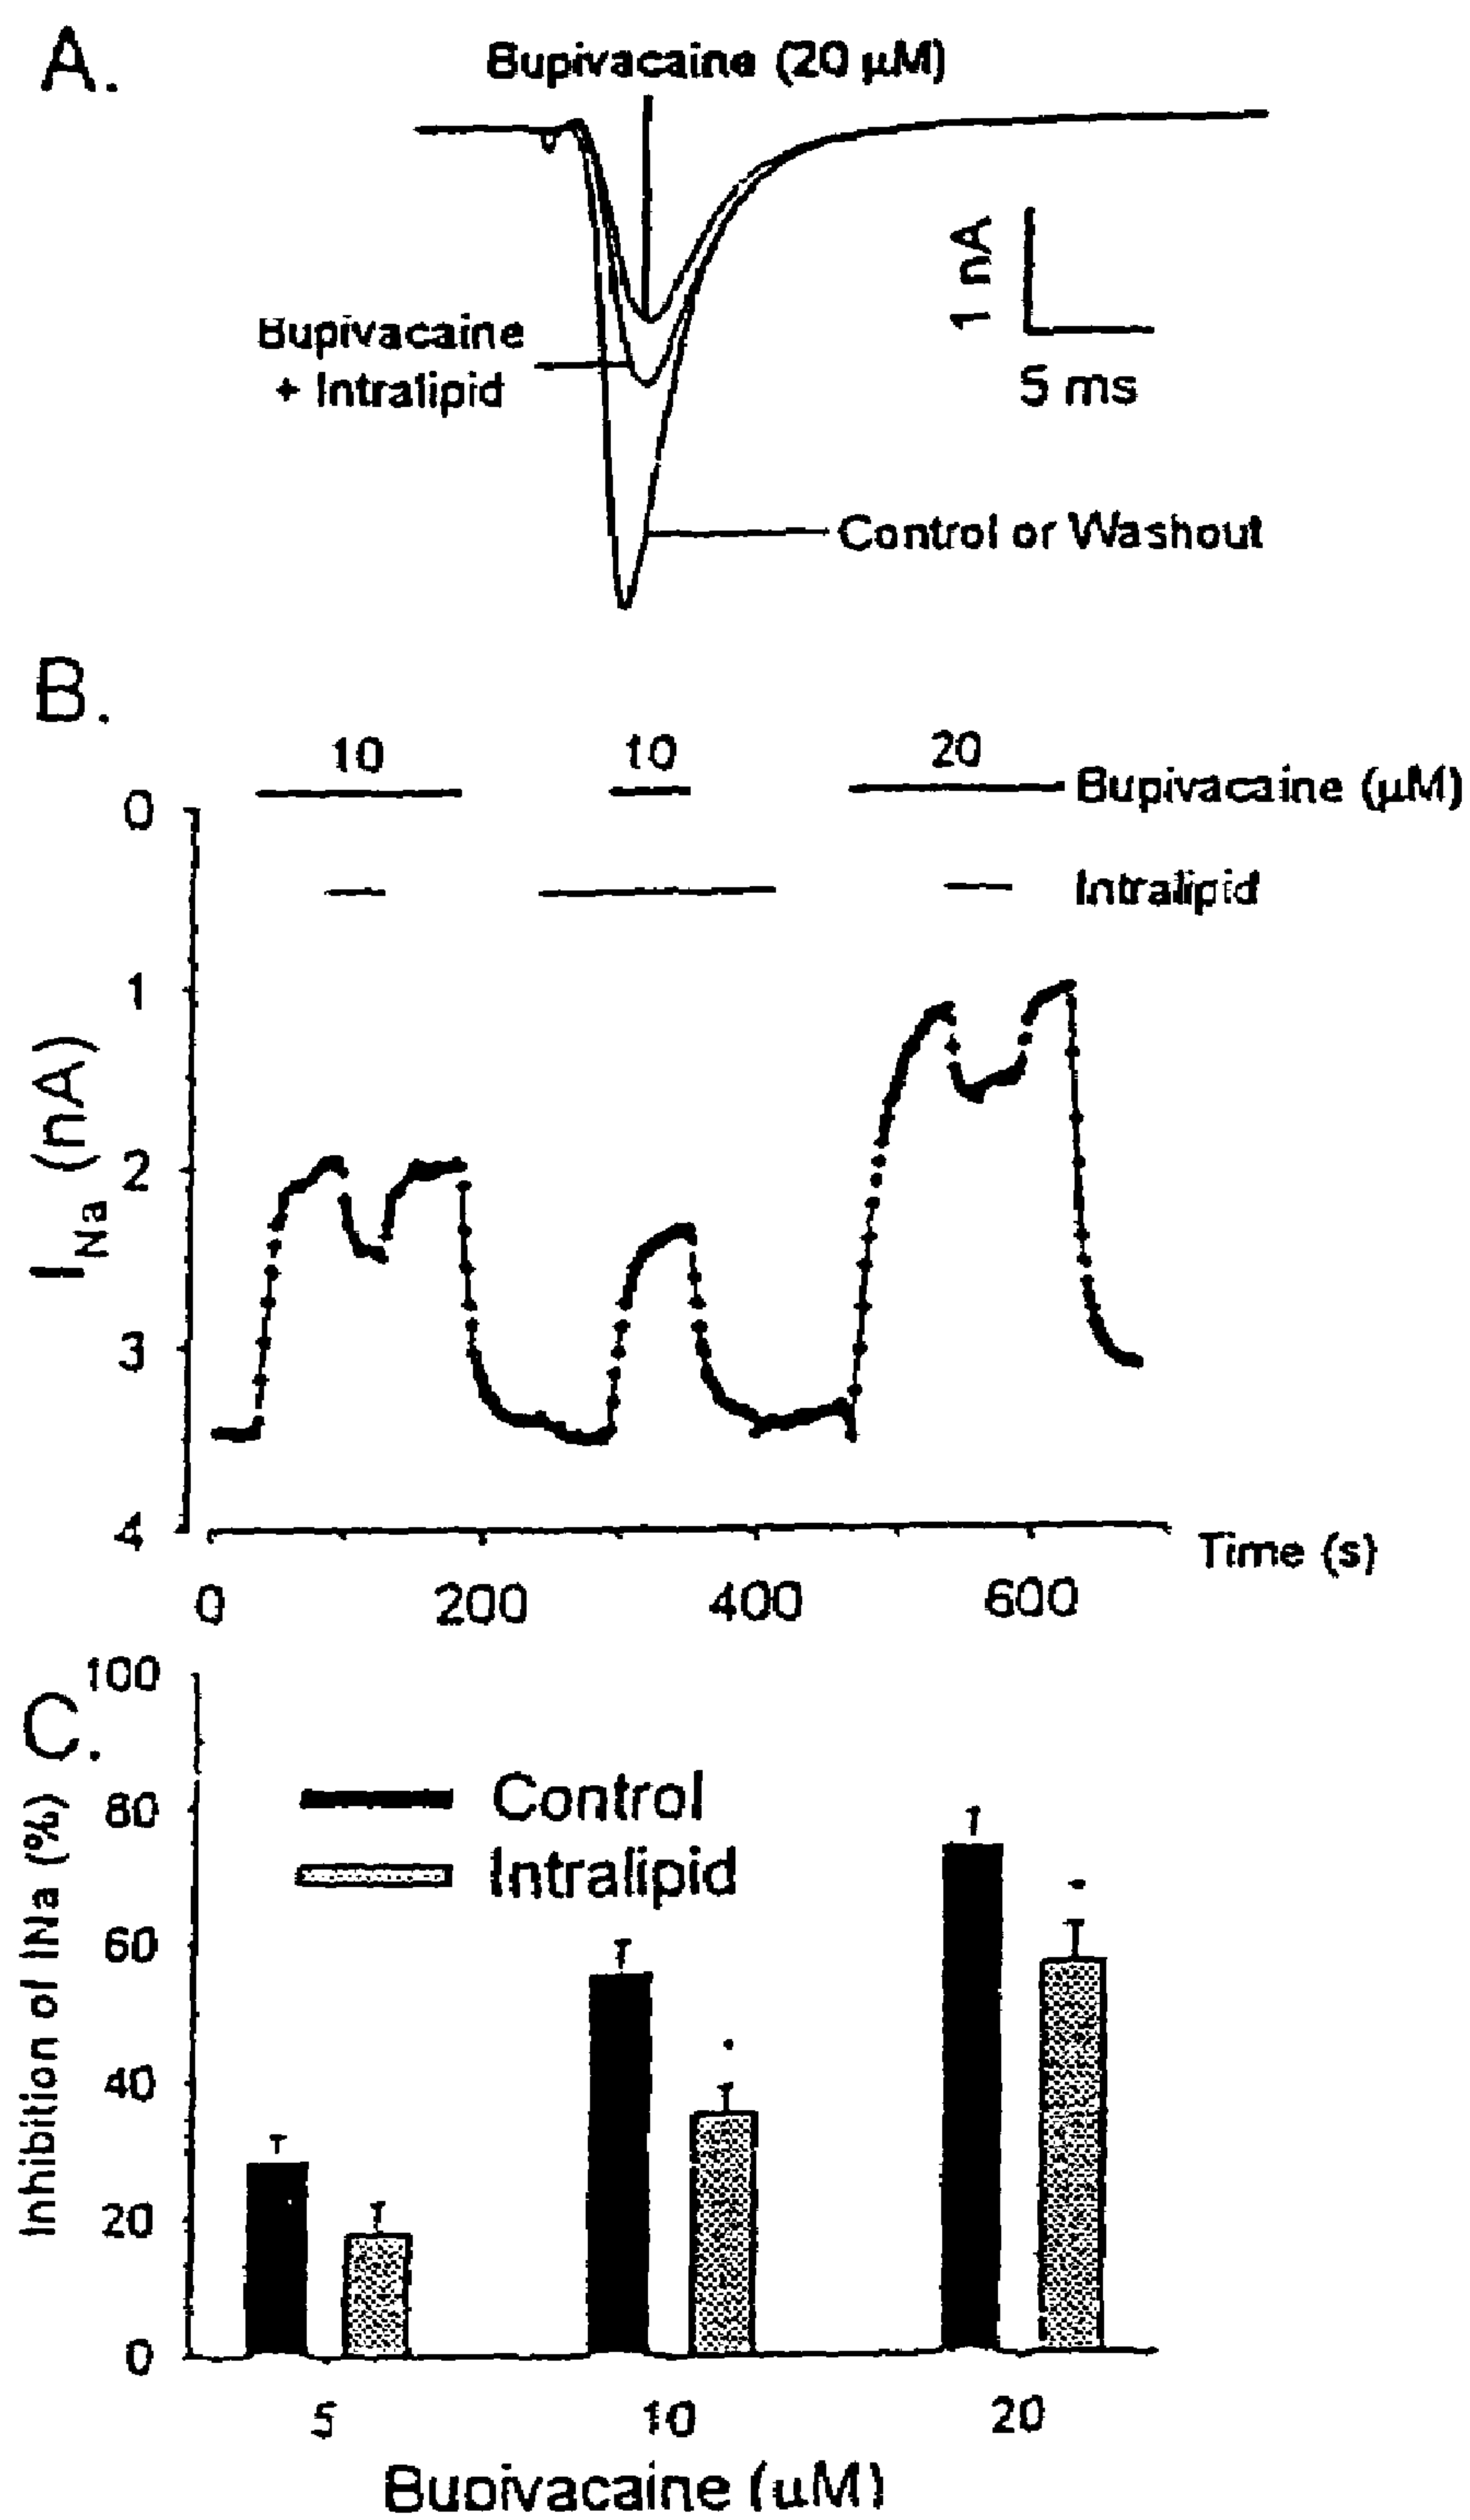 A.
Bupivacaine (20 µM)
1 nA
Bupivacaine
+ Intralipid
5 ms
Control or Washout
B.
10 10 20
Bupivacaine (µM)
0
Intralipid
1
2
3
4
I Na (nA)
Time (s)
0 200 400 600
C.
100
80
60
40
20
0
Inhibition of INa (%)
Control
Intralipid
5 10 20
Bupivacaine (uM)